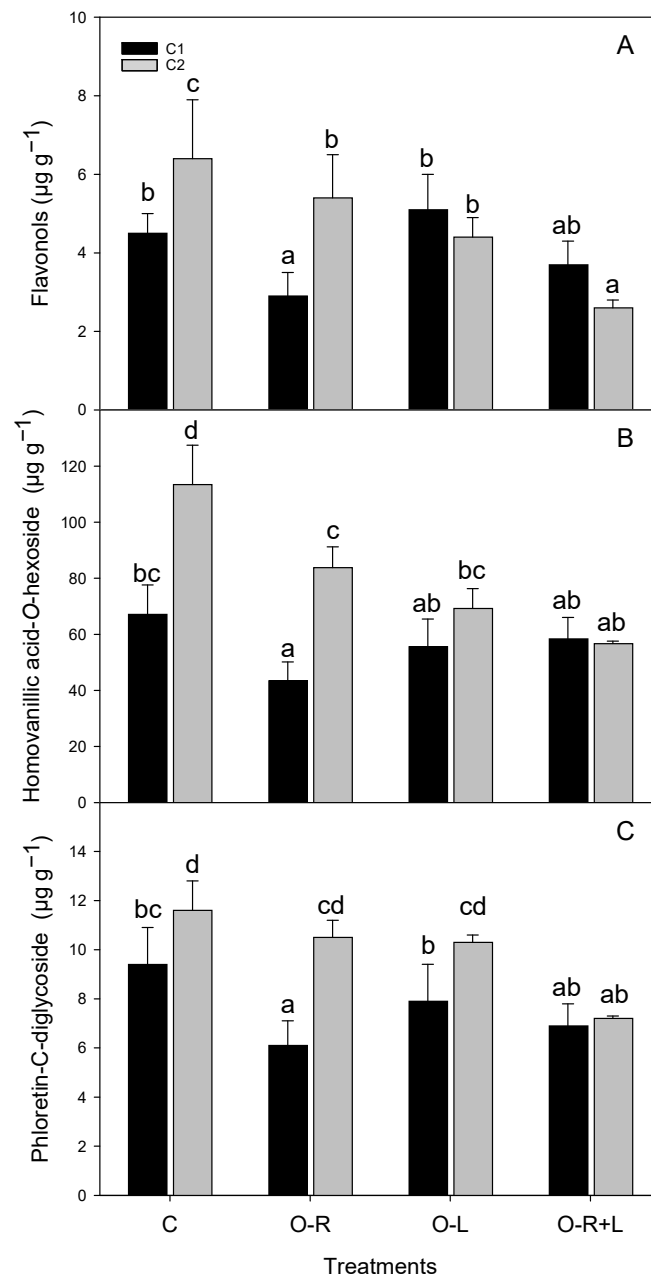 10
A
C1
C2
c
8
b
b
b
b
6
ab
a
4
a
2
0
Flavonols (µg g⁻¹)
B
d
120
100
c
bc
bc
80
ab
ab
ab
60
a
40
20
0
Homovanillic acid-O-hexoside (µg g⁻¹)
C
14
d
12
bc
cd
cd
10
b
ab
ab
8
a
6
4
2
0
Phloretin-C-diglycoside (µg g⁻¹)
C O-R O-L O-R+L
Treatments